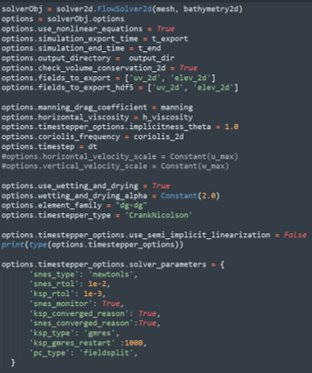 solverObj = solver2d.FlowSolver2d(mesh, bathymetry2d)
options = solverObj.options
options.use_nonlinear_equations = True
options.simulation_export_time = t_export
options.simulation_end_time = t_end
options.output_directory =  output_dir
options.check_volume_conservation_2d = True
options.fields_to_export = ['uv_2d', 'elev_2d']
options.fields_to_export_hdf5 = ['uv_2d', 'elev_2d']

options.manning_drag_coefficient = manning
options.horizontal_viscosity = h_viscosity
options.timestepper_options.implicitness_theta = 1.0
options.coriolis_frequency = coriolis_2d
options.timestep = dt
#options.horizontal_velocity_scale = Constant(u_max)
#options.vertical_velocity_scale = Constant(w_max)

options.use_wetting_and_drying = True
options.wetting_and_drying_alpha = Constant(2.0)
options.element_family = "dg-dg"
options.timestepper_type = 'CrankNicolson'

options.timestepper_options.use_semi_implicit_linearization = False
print(type(options.timestepper_options))

options.timestepper_options.solver_parameters = {
    'snes_type': 'newtonls',
    'snes_rtol': 1e-2,
    'ksp_rtol': 1e-3,
    'snes_monitor': True,
    'ksp_converged_reason': True,
    'snes_converged_reason':True,
    'ksp_type': 'gmres',
    'ksp_gmres_restart' :1000,
    'pc_type': 'fieldsplit',
}